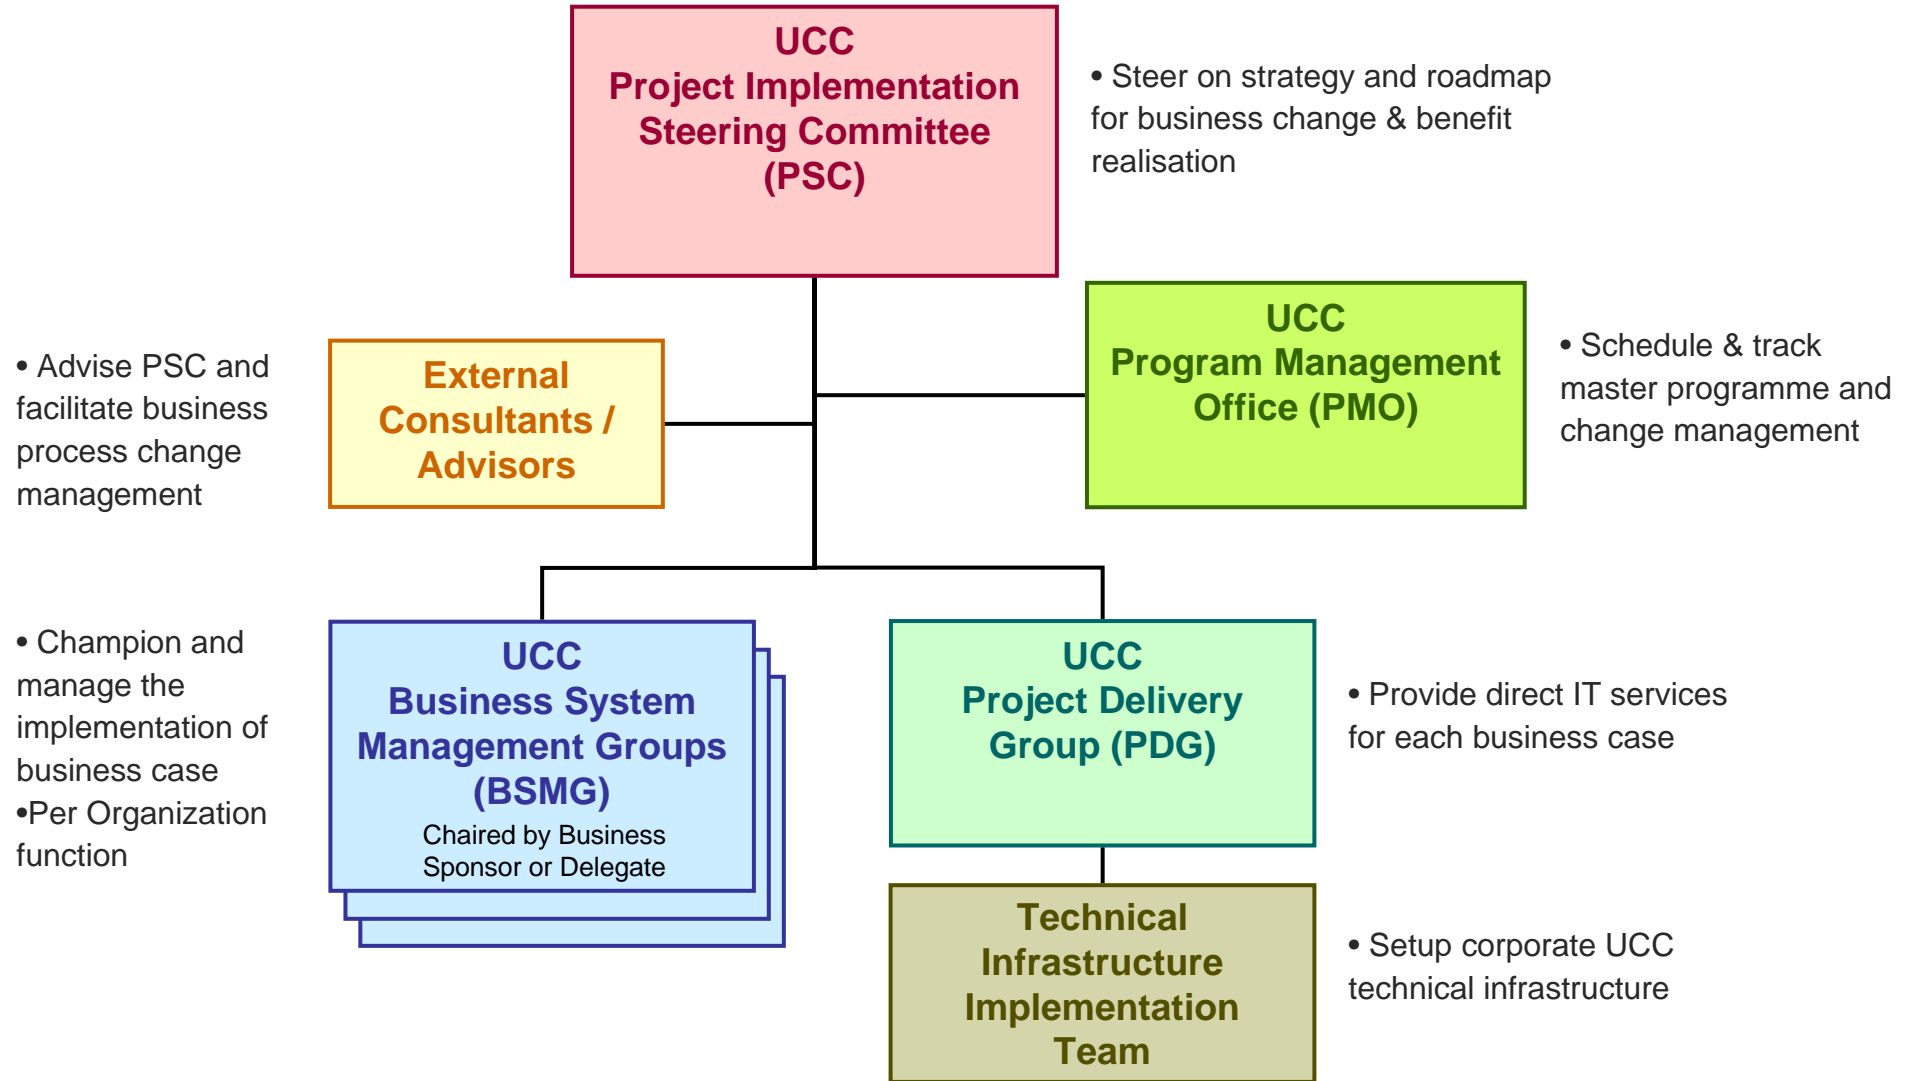 UCC
Project Implementation
Steering Committee
(PSC)
• Steer on strategy and roadmap
for business change & benefit
realisation
• Advise PSC and
facilitate business
process change
management
External
Consultants /
Advisors
UCC
Program Management
Office (PMO)
• Schedule & track
master programme and
change management
• Champion and
manage the
implementation of
business case
•Per Organization
function
UCC
Business System
Management Groups
(BSMG)
Chaired by Business
Sponsor or Delegate
UCC
Project Delivery
Group (PDG)
• Provide direct IT services
for each business case
Technical
Infrastructure
Implementation
Team
• Setup corporate UCC
technical infrastructure